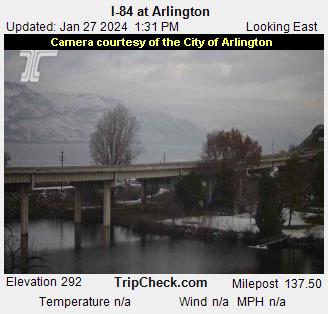 I-84 at Arlington
Updated: Jan 27 2024 1:31 PM Looking East
Camera courtesy of the City of Arlington
Elevation 292 TripCheck.com Milepost 137.50
Temperature n/a Wind n/a MPH n/a